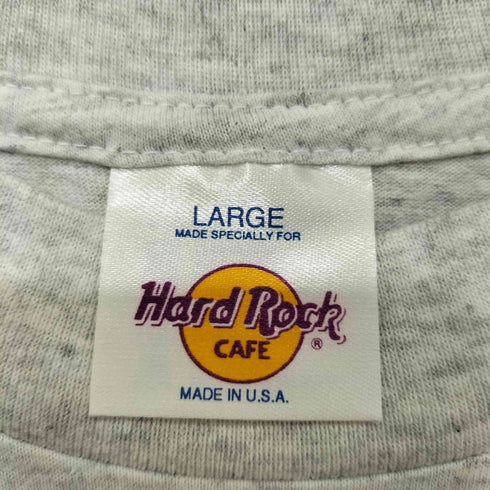 LARGE
MADE SPECIALLY FOR
Hard Rock
CAFE ®
MADE IN U.S.A.